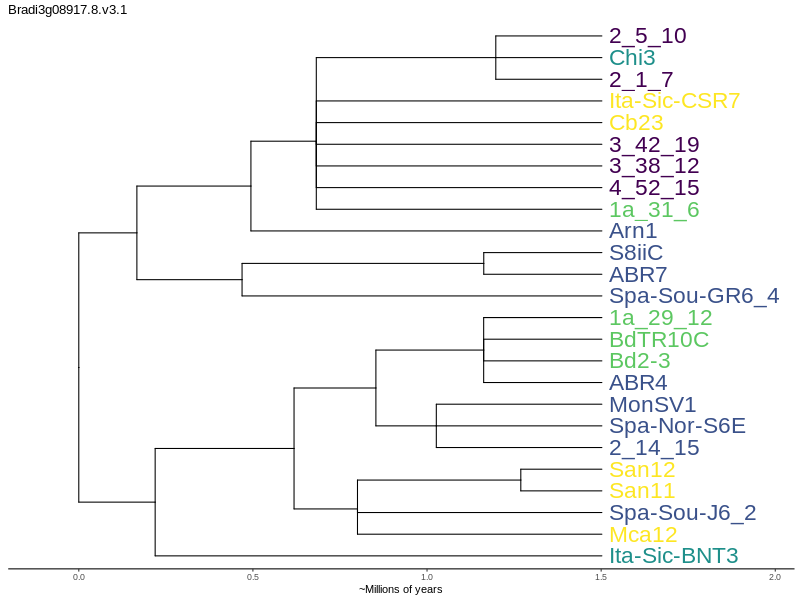 Bradi3g08917.8.v3.1
2_5_10
Chi3
2_1_7
Ita-Sic-CSR7
Cb23
3_42_19
3_38_12
4_52_15
1a_31_6
Arn1
S8iiC
ABR7
Spa-Sou-GR6_4
1a_29_12
BdTR10C
Bd2-3
ABR4
MonSV1
Spa-Nor-S6E
2_14_15
San12
San11
Spa-Sou-J6_2
Mca12
Ita-Sic-BNT3
0.0 0.5 1.0 1.5 2.0
~Millions of years